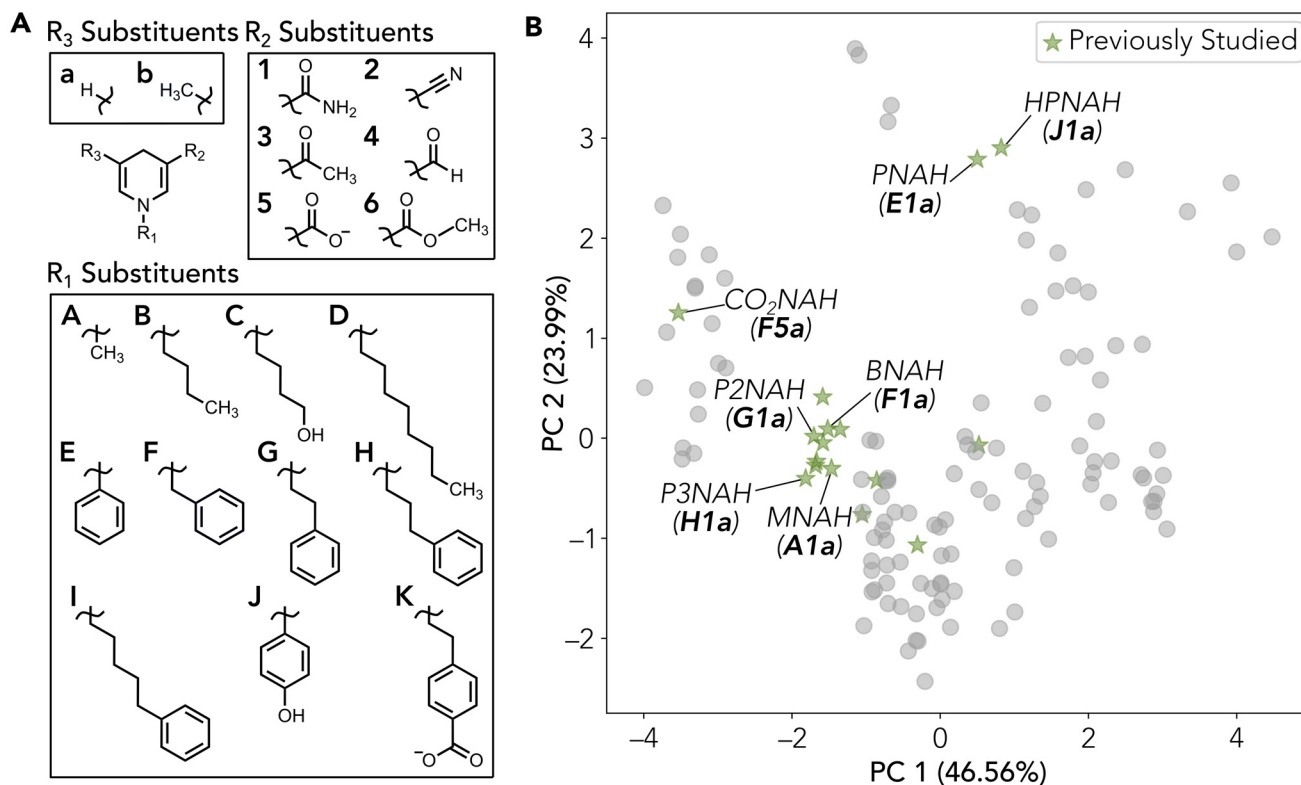 A
R3 Substituents
R2 Substituents
a
b
H
H3C
1
2
O
NH2
N
3
4
O
CH3
O
H
5
6
O
O−
O
O
CH3
R3
R2
N
R1
R1 Substituents
A
B
C
D
CH3
CH3
OH
CH3
E
F
G
H
I
J
K
OH
−O
O
B
Previously Studied
HPNAH
(J1a)
PNAH
(E1a)
CO2NAH
(F5a)
BNAH
(F1a)
P2NAH
(G1a)
P3NAH
(H1a)
MNAH
(A1a)
PC 2 (23.99%)
4
3
2
1
0
−1
−2
−4
−2
0
2
4
PC 1 (46.56%)